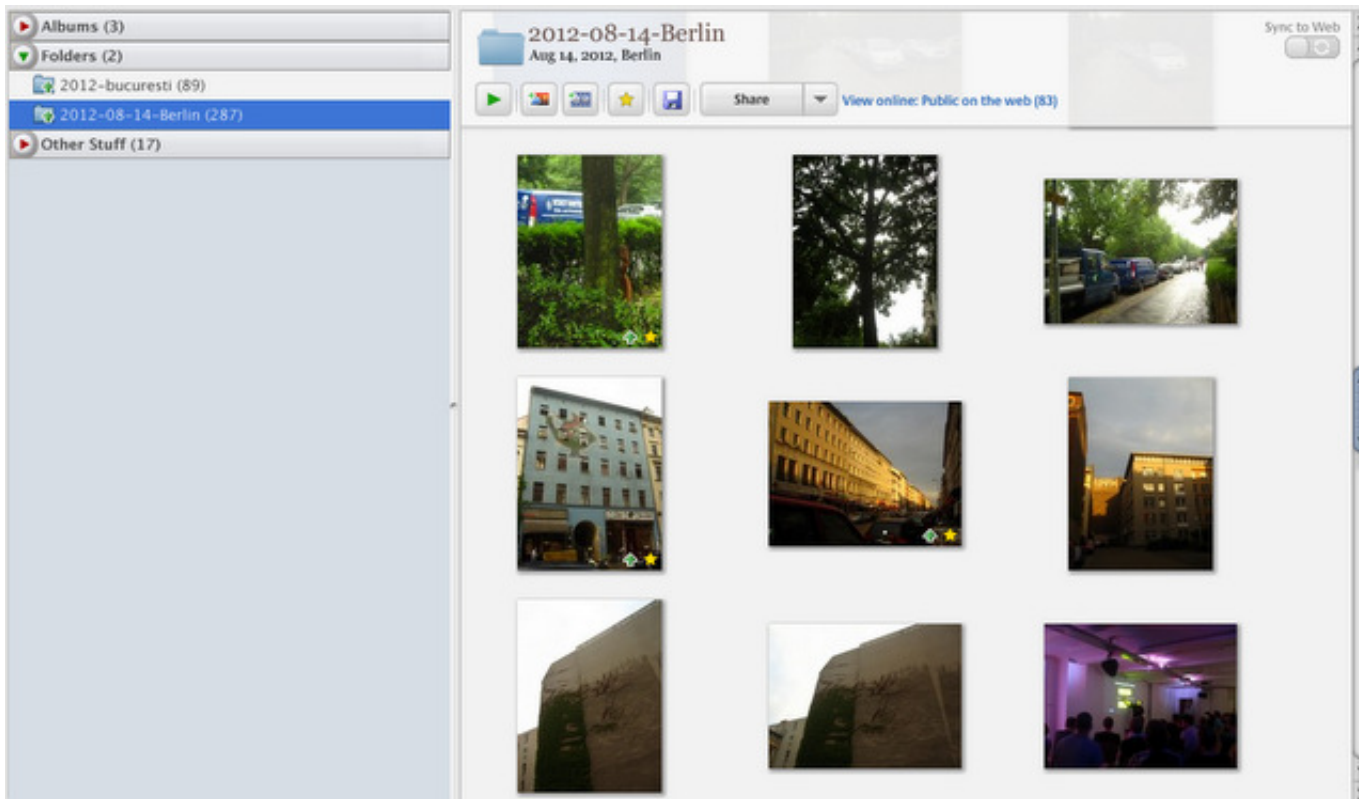 Albums (3)
Folders (2)
2012-bucuresti (89)
2012-08-14-Berlin (287)
Other Stuff (17)
2012-08-14-Berlin
Aug 14, 2012, Berlin
Sync to Web
Share
View online: Public on the web (83)